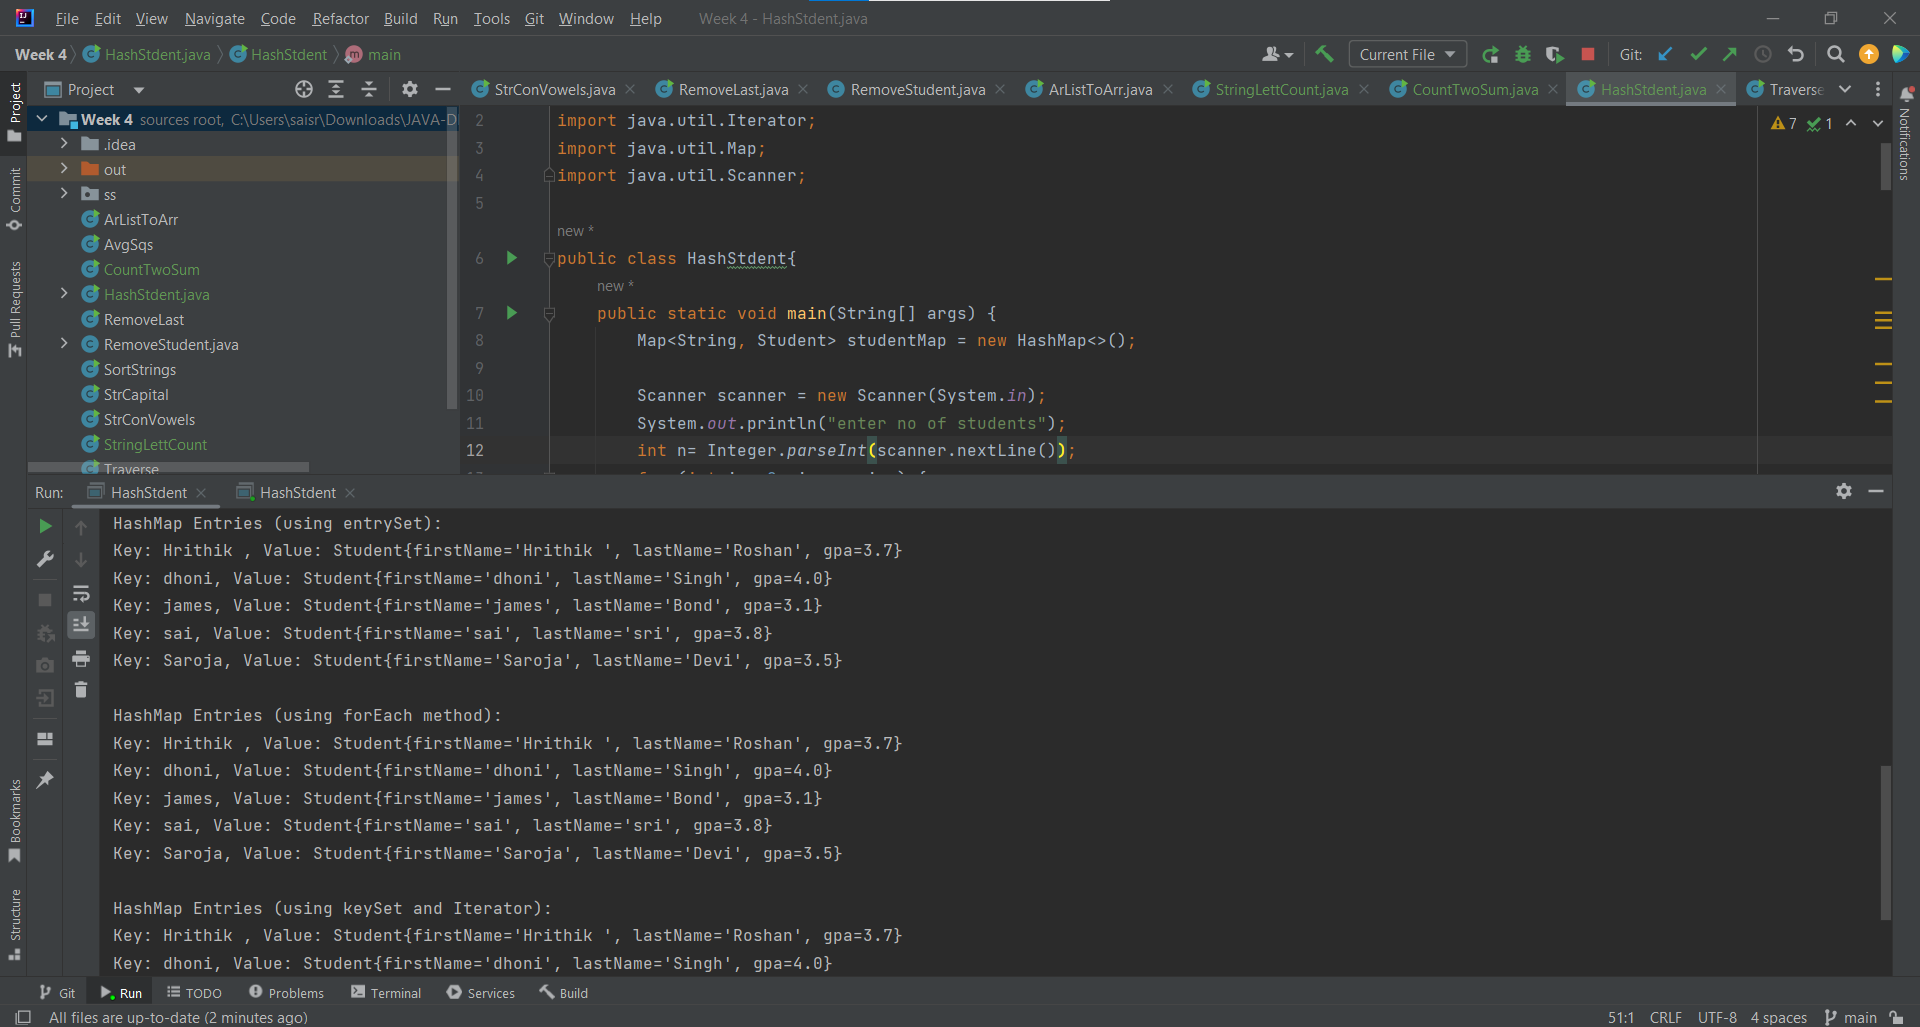 File Edit View Navigate Code Refactor Build Run Tools Git Window Help Week 4 - HashStdent.java
Week 4 HashStdent.java HashStdent main Current File Git:
Project
StrConVowels.java RemoveLast.java RemoveStudent.java ArListToArr.java StringLettCount.java CountTwoSum.java HashStdent.java Traverse
Project
Commit
Pull Requests
Bookmarks
Structure
Notifications
Week 4 sources root, C:\Users\saisr\Downloads\JAVA-D
.idea
out
ss
ArListToArr
AvgSqs
CountTwoSum
HashStdent.java
RemoveLast
RemoveStudent.java
SortStrings
StrCapital
StrConVowels
StringLettCount
Traverse
7 1
2 import java.util.Iterator;
3 import java.util.Map;
4 import java.util.Scanner;
5
new *
6 public class HashStdent{
new *
7 public static void main(String[] args) {
8 Map<String, Student> studentMap = new HashMap<>();
9
10 Scanner scanner = new Scanner(System.in);
11 System.out.println("enter no of students");
12 int n= Integer.parseInt(scanner.nextLine());
Run: HashStdent HashStdent
HashMap Entries (using entrySet):
Key: Hrithik , Value: Student{firstName='Hrithik ', lastName='Roshan', gpa=3.7}
Key: dhoni, Value: Student{firstName='dhoni', lastName='Singh', gpa=4.0}
Key: james, Value: Student{firstName='james', lastName='Bond', gpa=3.1}
Key: sai, Value: Student{firstName='sai', lastName='sri', gpa=3.8}
Key: Saroja, Value: Student{firstName='Saroja', lastName='Devi', gpa=3.5}
HashMap Entries (using forEach method):
Key: Hrithik , Value: Student{firstName='Hrithik ', lastName='Roshan', gpa=3.7}
Key: dhoni, Value: Student{firstName='dhoni', lastName='Singh', gpa=4.0}
Key: james, Value: Student{firstName='james', lastName='Bond', gpa=3.1}
Key: sai, Value: Student{firstName='sai', lastName='sri', gpa=3.8}
Key: Saroja, Value: Student{firstName='Saroja', lastName='Devi', gpa=3.5}
HashMap Entries (using keySet and Iterator):
Key: Hrithik , Value: Student{firstName='Hrithik ', lastName='Roshan', gpa=3.7}
Key: dhoni, Value: Student{firstName='dhoni', lastName='Singh', gpa=4.0}
Git Run TODO Problems Terminal Services Build
All files are up-to-date (2 minutes ago) 51:1 CRLF UTF-8 4 spaces main